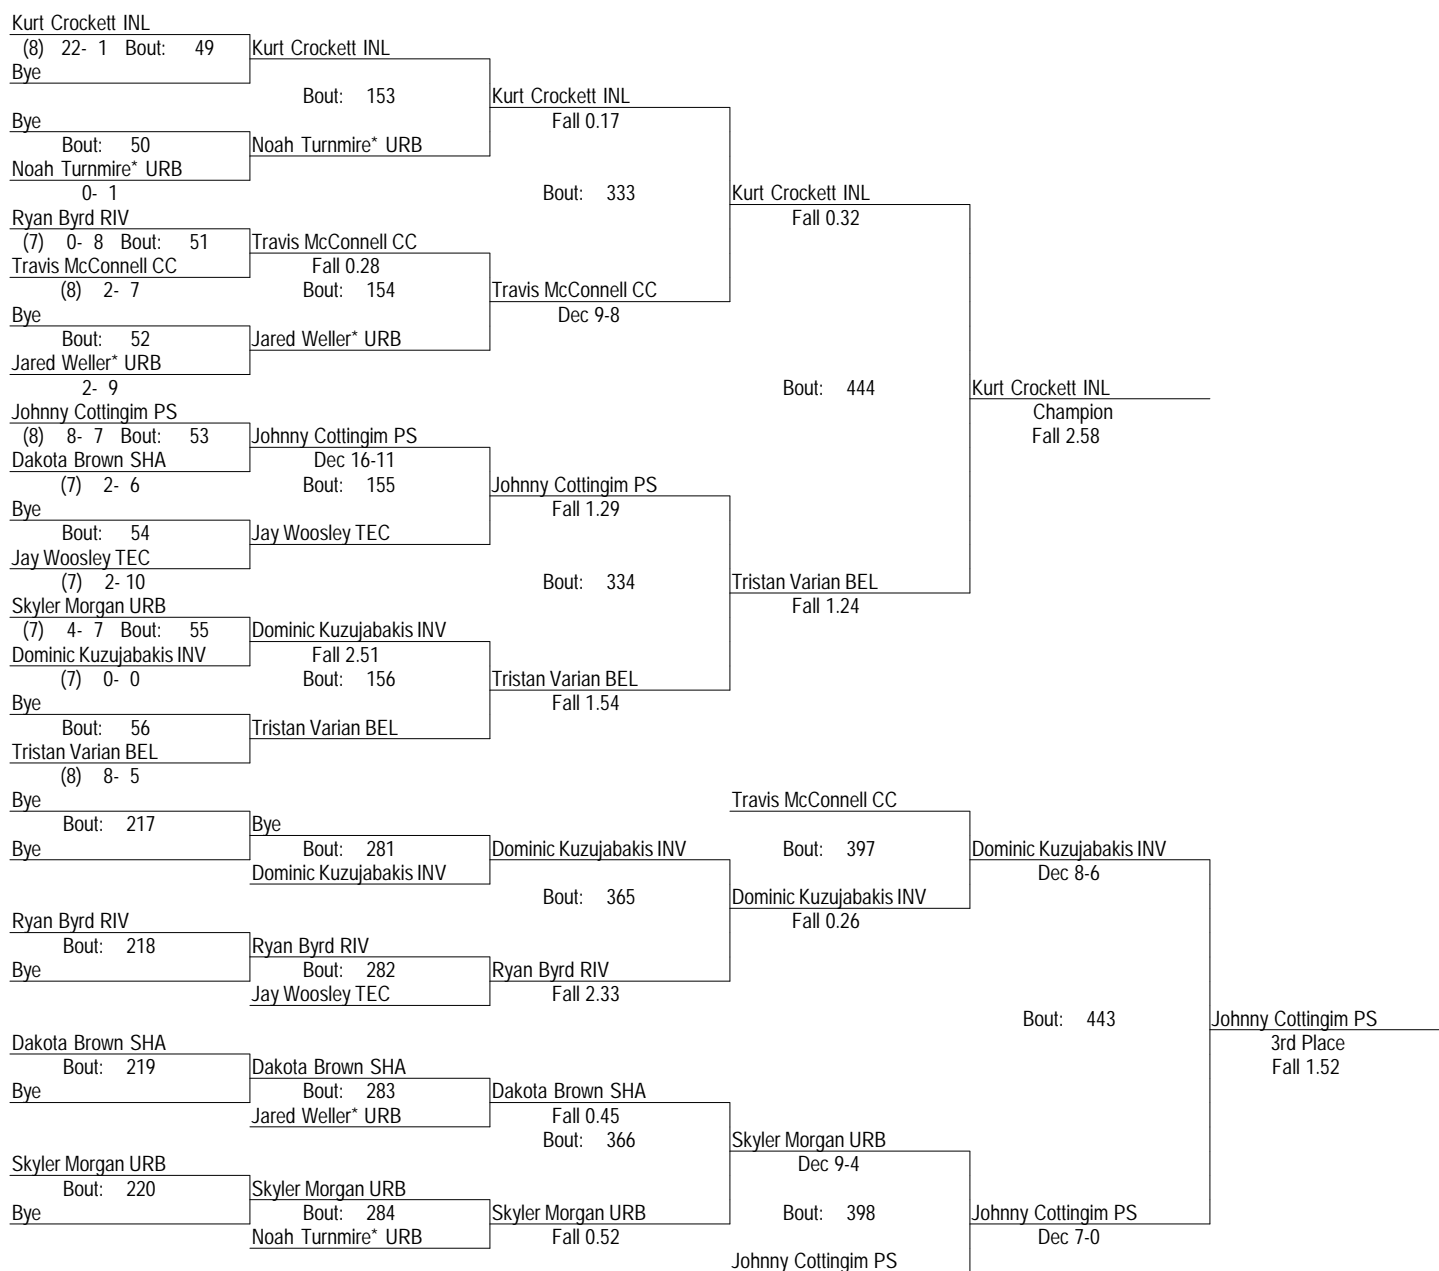 Kurt Crockett INL
(8) 22- 1 Bout: 49 Kurt Crockett INL
Bye
Bout: 153 Kurt Crockett INL
Bye Fall 0.17
Bout: 50 Noah Turnmire* URB
Noah Turnmire* URB
0- 1 Bout: 333 Kurt Crockett INL
Ryan Byrd RIV Fall 0.32
(7) 0- 8 Bout: 51 Travis McConnell CC
Travis McConnell CC Fall 0.28
(8) 2- 7 Bout: 154 Travis McConnell CC
Bye Dec 9-8
Bout: 52 Jared Weller* URB
Jared Weller* URB
2- 9 Bout: 444 Kurt Crockett INL
Johnny Cottingim PS Champion
(8) 8- 7 Bout: 53 Johnny Cottingim PS Fall 2.58
Dakota Brown SHA Dec 16-11
(7) 2- 6 Bout: 155 Johnny Cottingim PS
Bye Fall 1.29
Bout: 54 Jay Woosley TEC
Jay Woosley TEC
(7) 2- 10 Bout: 334 Tristan Varian BEL
Skyler Morgan URB Fall 1.24
(7) 4- 7 Bout: 55 Dominic Kuzujabakis INV
Dominic Kuzujabakis INV Fall 2.51
(7) 0- 0 Bout: 156 Tristan Varian BEL
Bye Fall 1.54
Bout: 56 Tristan Varian BEL
Tristan Varian BEL
(8) 8- 5
Bye Travis McConnell CC
Bout: 217 Bye
Bye Bout: 281 Dominic Kuzujabakis INV Bout: 397 Dominic Kuzujabakis INV
Dominic Kuzujabakis INV Dec 8-6
Bout: 365 Dominic Kuzujabakis INV
Ryan Byrd RIV Fall 0.26
Bout: 218 Ryan Byrd RIV
Bye Bout: 282 Ryan Byrd RIV
Jay Woosley TEC Fall 2.33
Bout: 443 Johnny Cottingim PS
Dakota Brown SHA 3rd Place
Bout: 219 Dakota Brown SHA Fall 1.52
Bye Bout: 283 Dakota Brown SHA
Jared Weller* URB Fall 0.45
Bout: 366 Skyler Morgan URB
Skyler Morgan URB Dec 9-4
Bout: 220 Skyler Morgan URB
Bye Bout: 284 Skyler Morgan URB Bout: 398 Johnny Cottingim PS
Noah Turnmire* URB Fall 0.52 Dec 7-0
Johnny Cottingim PS